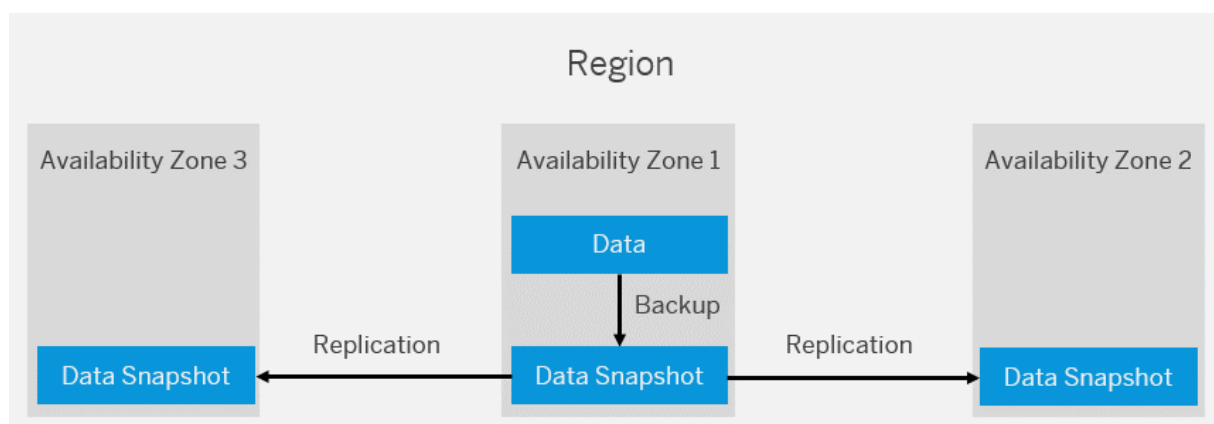 Region
Availability Zone 3
Availability Zone 1
Availability Zone 2
Data
Backup
Replication
Replication
Data Snapshot
Data Snapshot
Data Snapshot